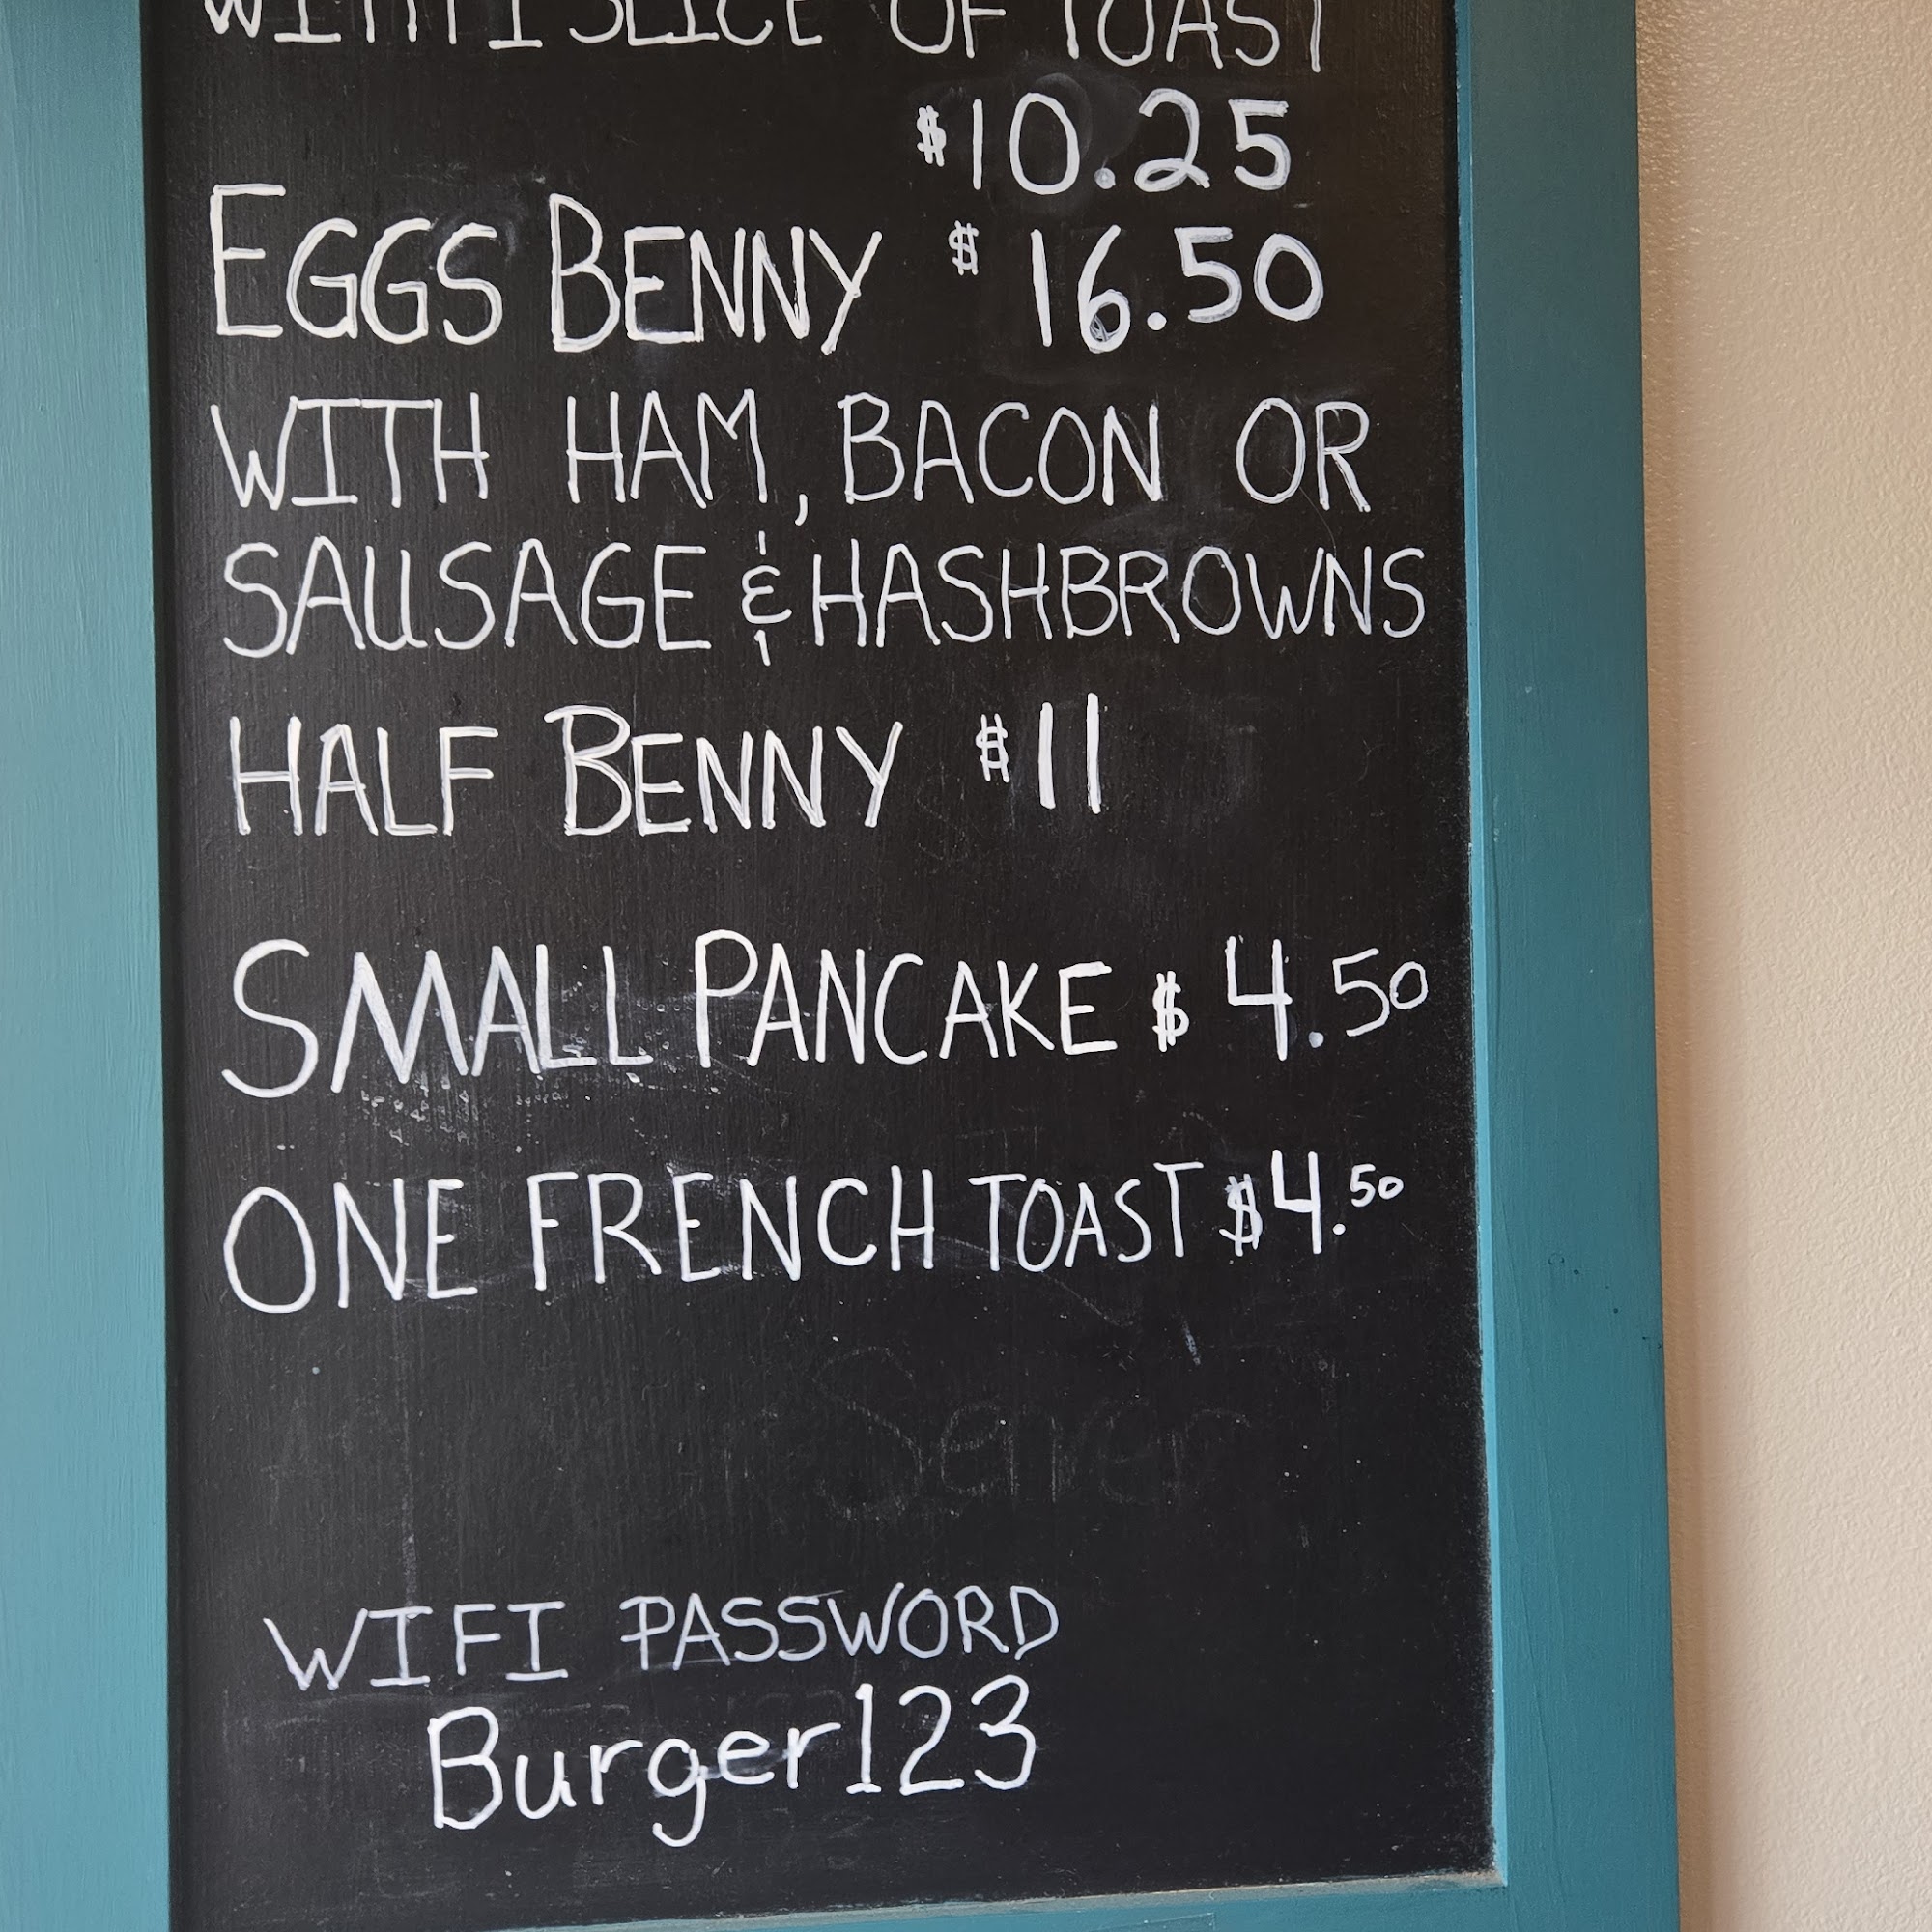 WITH 1 SLICE OF TOAST
$10.25
EGGS BENNY $16.50
WITH HAM, BACON OR
SAUSAGE & HASHBROWNS
HALF BENNY $11
SMALL PANCAKE $4.50
ONE FRENCH TOAST $4.50
WIFI PASSWORD
Burger123